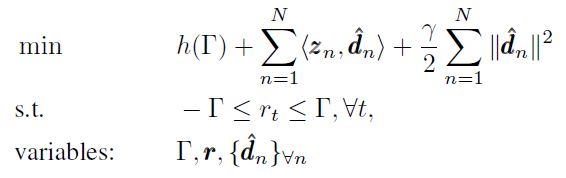 min h(Γ) + ∑_{n=1}^{N} ⟨z_n, d̂_n⟩ + γ/2 ∑_{n=1}^{N} ‖d̂_n‖²
s.t. − Γ ≤ r_t ≤ Γ, ∀t,
variables: Γ, r, {d̂_n}_{∀n}